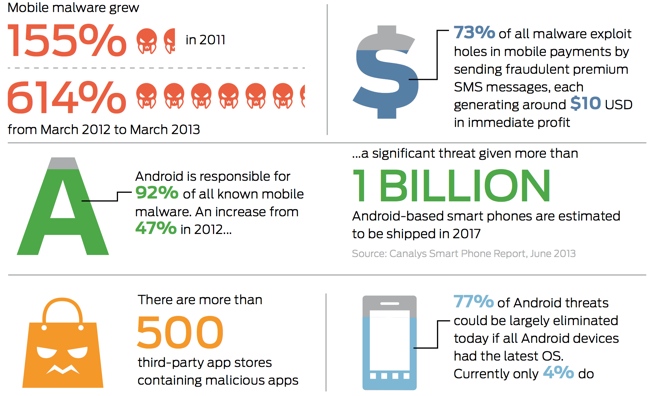 Mobile malware grew
155% in 2011
614%
from March 2012 to March 2013
73% of all malware exploit
holes in mobile payments by
sending fraudulent premium
SMS messages, each
generating around $10 USD
in immediate profit
Android is responsible for
92% of all known mobile
malware. An increase from
47% in 2012...
...a significant threat given more than
1 BILLION
Android-based smart phones are estimated
to be shipped in 2017
Source: Canalys Smart Phone Report, June 2013
There are more than
500
third-party app stores
containing malicious apps
77% of Android threats
could be largely eliminated
today if all Android devices
had the latest OS.
Currently only 4% do